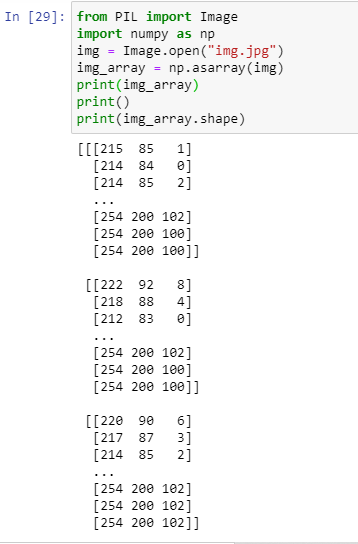 In [29]: from PIL import Image
import numpy as np
img = Image.open("img.jpg")
img_array = np.asarray(img)
print(img_array)
print()
print(img_array.shape)
[[[215  85   1]
[214  84   0]
[214  85   2]
...
[254 200 102]
[254 200 100]
[254 200 100]]
[[222  92   8]
[218  88   4]
[212  83   0]
...
[254 200 102]
[254 200 100]
[254 200 100]]
[[220  90   6]
[217  87   3]
[214  85   2]
...
[254 200 102]
[254 200 102]
[254 200 102]]